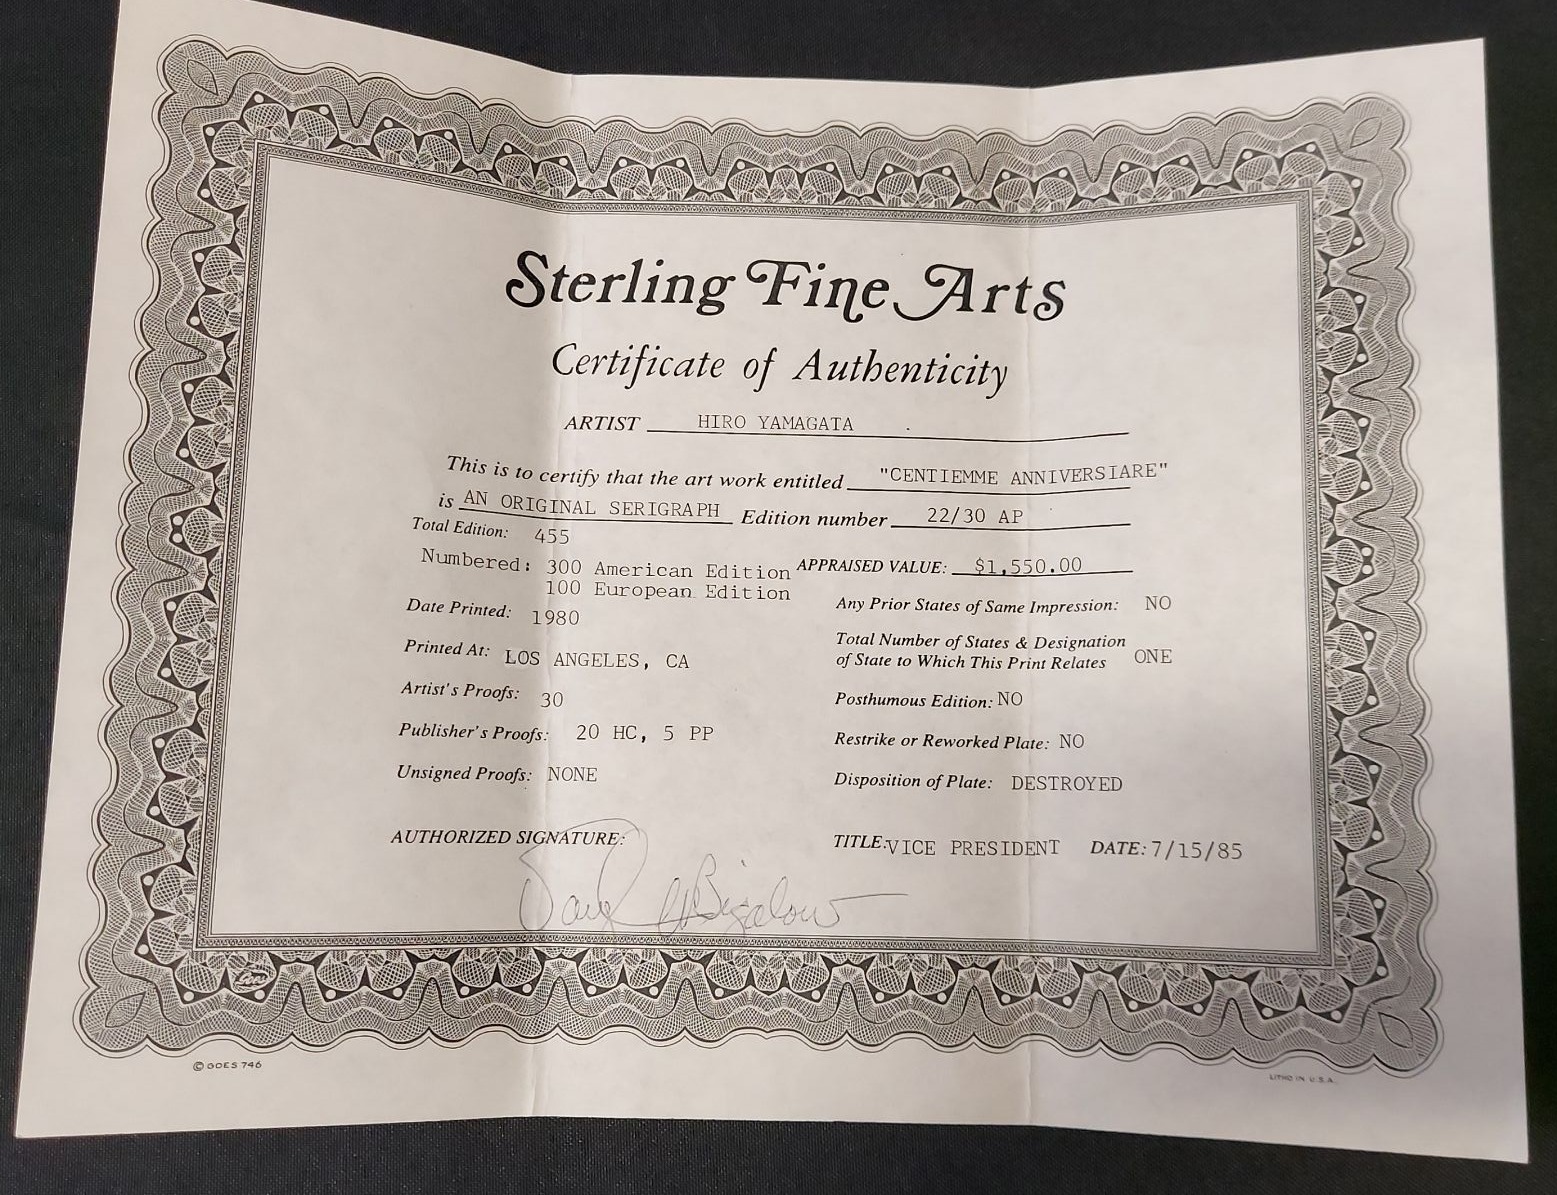 Sterling Fine Arts
Certificate of Authenticity
ARTIST HIRO YAMAGATA
This is to certify that the art work entitled "CENTIEMME ANNIVERSIARE"
is AN ORIGINAL SERIGRAPH Edition number 22/30 AP
Total Edition: 455
Numbered: 300 American Edition APPRAISED VALUE: $1,550.00
100 European Edition
Any Prior States of Same Impression: NO
Date Printed: 1980
Total Number of States & Designation
of State to Which This Print Relates ONE
Printed At: LOS ANGELES, CA
Artist's Proofs: 30
Posthumous Edition: NO
Publisher's Proofs: 20 HC, 5 PP
Restrike or Reworked Plate: NO
Unsigned Proofs: NONE
Disposition of Plate: DESTROYED
AUTHORIZED SIGNATURE:
TITLE: VICE PRESIDENT DATE: 7/15/85
Bigelow
Goes
© GOES 746
LITHO IN U.S.A.